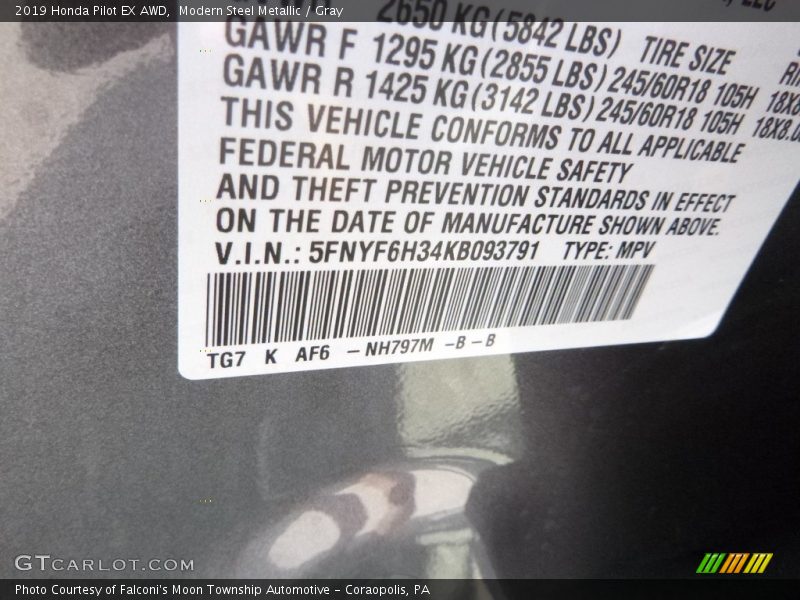 2019 Honda Pilot EX AWD, Modern Steel Metallic / Gray
LLC
2650 KG (5842 LBS)
TIRE SIZE
GAWR F 1295 KG (2855 LBS) 245/60R18 105H
GAWR R 1425 KG (3142 LBS) 245/60R18 105H
THIS VEHICLE CONFORMS TO ALL APPLICABLE
FEDERAL MOTOR VEHICLE SAFETY
AND THEFT PREVENTION STANDARDS IN EFFECT
ON THE DATE OF MANUFACTURE SHOWN ABOVE.
V.I.N.: 5FNYF6H34KB093791 TYPE: MPV
TG7 K AF6 – NH797M –B – B
GTCARLOT.COM
Photo Courtesy of Falconi's Moon Township Automotive – Coraopolis, PA